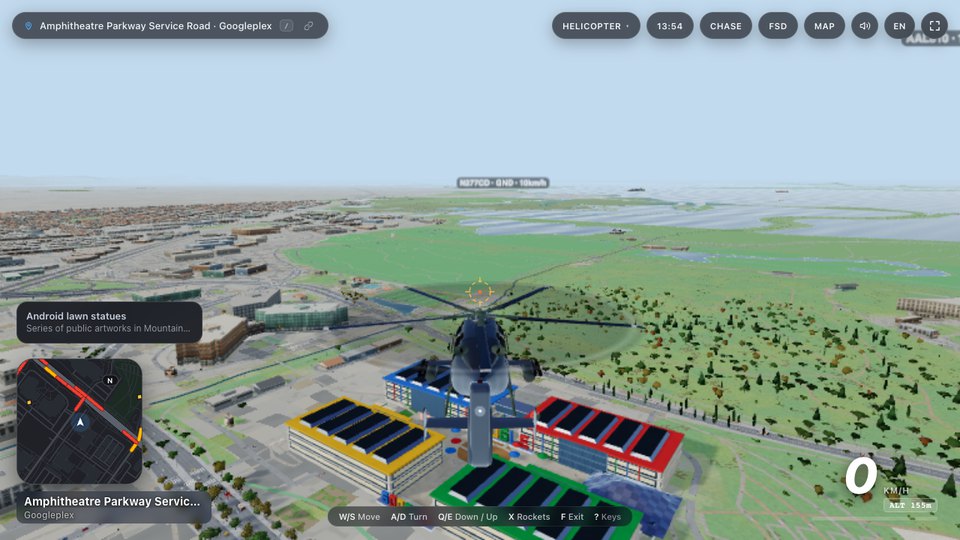 Amphitheatre Parkway Service Road · Googleplex /
HELICOPTER
13:54
CHASE
FSD
MAP
EN
N377CD · GND · 10km/h
Android lawn statues
Series of public artworks in Mountain...
N
Amphitheatre Parkway Servic...
Googleplex
0 KM/H
ALT 155m
W/S Move A/D Turn Q/E Down / Up X Rockets F Exit ? Keys